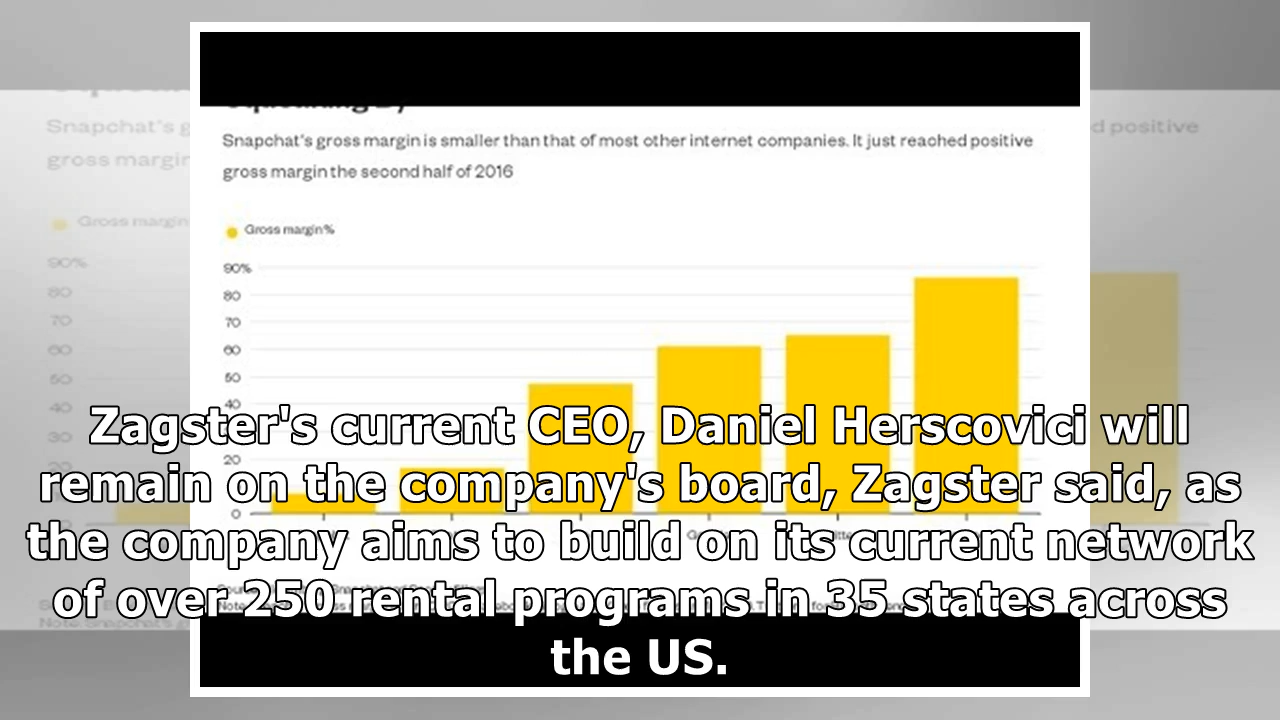 Snapchat's gross margin is smaller than that of most other internet companies. It just reached positive
gross margin the second half of 2016
Gross margin%
90%
80
70
60
50
40
20
0
Zagster's current CEO, Daniel Herscovici will
remain on the company's board, Zagster said, as
the company aims to build on its current network
of over 250 rental programs in 35 states across
the US.